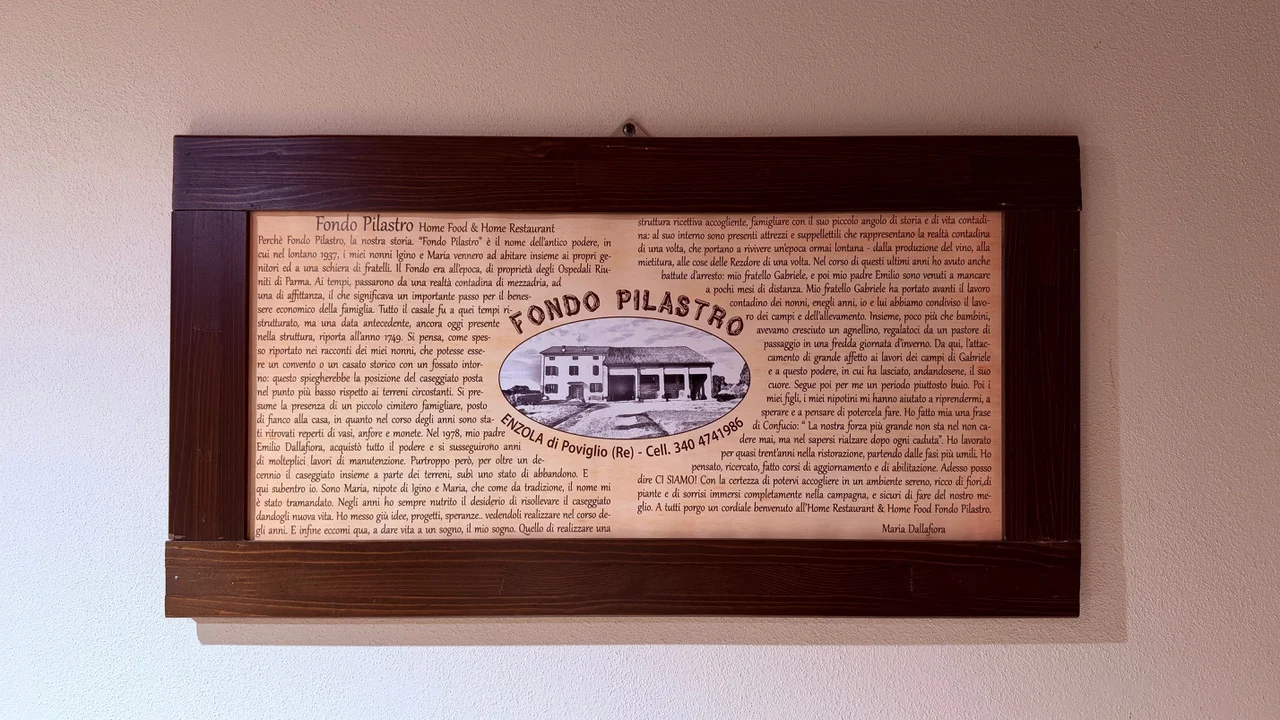 Fondo Pilastro Home Food & Home Restaurant
Perchè Fondo Pilastro, la nostra storia. "Fondo Pilastro" è il nome dell'antico podere, in
cui nel lontano 1937, i miei nonni Igino e Maria vennero ad abitare insieme ai propri ge-
nitori ed a una schiera di fratelli. Il Fondo era all'epoca, di proprietà degli Ospedali Riu-
niti di Parma. Ai tempi, passarono da una realtà contadina di mezzadria, ad
una di affittanza, il che significava un importante passo per il benes-
sere economico della famiglia. Tutto il casale fu a quei tempi ri-
strutturato, ma una data antecedente, ancora oggi presente
nella struttura, riporta all'anno 1749. Si pensa, come spes-
so riportato nei racconti dei miei nonni, che potesse esse-
re un convento o un casato storico con un fossato intor-
no: questo spiegherebbe la posizione del caseggiato posta
nel punto più basso rispetto ai terreni circostanti. Si pre-
sume la presenza di un piccolo cimitero famigliare, posto
di fianco alla casa, in quanto nel corso degli anni sono sta-
ti ritrovati reperti di vasi, anfore e monete. Nel 1978, mio padre
Emilio Dallafiora, acquistò tutto il podere e si susseguirono anni
di molteplici lavori di manutenzione. Purtroppo però, per oltre un de-
cennio il caseggiato insieme a parte dei terreni, subì uno stato di abbandono. E
qui subentro io. Sono Maria, nipote di Igino e Maria, che come da tradizione, il nome mi
è stato tramandato. Negli anni ho sempre nutrito il desiderio di risollevare il caseggiato
dandogli nuova vita. Ho messo giù idee, progetti, speranze.. vedendoli realizzare nel corso de-
gli anni. E infine eccomi qua, a dare vita a un sogno, il mio sogno. Quello di realizzare una
FONDO PILASTRO
ENZOLA di Poviglio (Re) - Cell. 340 4741986
struttura ricettiva accogliente, famigliare con il suo piccolo angolo di storia e di vita contadi-
na: al suo interno sono presenti attrezzi e suppellettili che rappresentano la realtà contadina
di una volta, che portano a rivivere un'epoca ormai lontana - dalla produzione del vino, alla
mietitura, alle cose delle Rezdore di una volta. Nel corso di questi ultimi anni ho avuto anche
battute d'arresto: mio fratello Gabriele, e poi mio padre Emilio sono venuti a mancare
a pochi mesi di distanza. Mio fratello Gabriele ha portato avanti il lavoro
contadino dei nonni, enegli anni, io e lui abbiamo condiviso il lavo-
ro dei campi e dell'allevamento. Insieme, poco più che bambini,
avevamo cresciuto un agnellino, regalatoci da un pastore di
passaggio in una fredda giornata d'inverno. Da qui, l'attac-
camento di grande affetto ai lavori dei campi di Gabriele
e a questo podere, in cui ha lasciato, andandosene, il suo
cuore. Segue poi per me un periodo piuttosto buio. Poi i
miei figli, i miei nipotini mi hanno aiutato a riprendermi, a
sperare e a pensare di potercela fare. Ho fatto mia una frase
di Confucio: " La nostra forza più grande non sta nel non ca-
dere mai, ma nel sapersi rialzare dopo ogni caduta". Ho lavorato
per quasi trent'anni nella ristorazione, partendo dalle fasi più umili. Ho
pensato, ricercato, fatto corsi di aggiornamento e di abilitazione. Adesso posso
dire CI SIAMO! Con la certezza di potervi accogliere in un ambiente sereno, ricco di fiori,di
piante e di sorrisi immersi completamente nella campagna, e sicuri di fare del nostro me-
glio. A tutti porgo un cordiale benvenuto all'Home Restaurant & Home Food Fondo Pilastro.
Maria Dallafiora